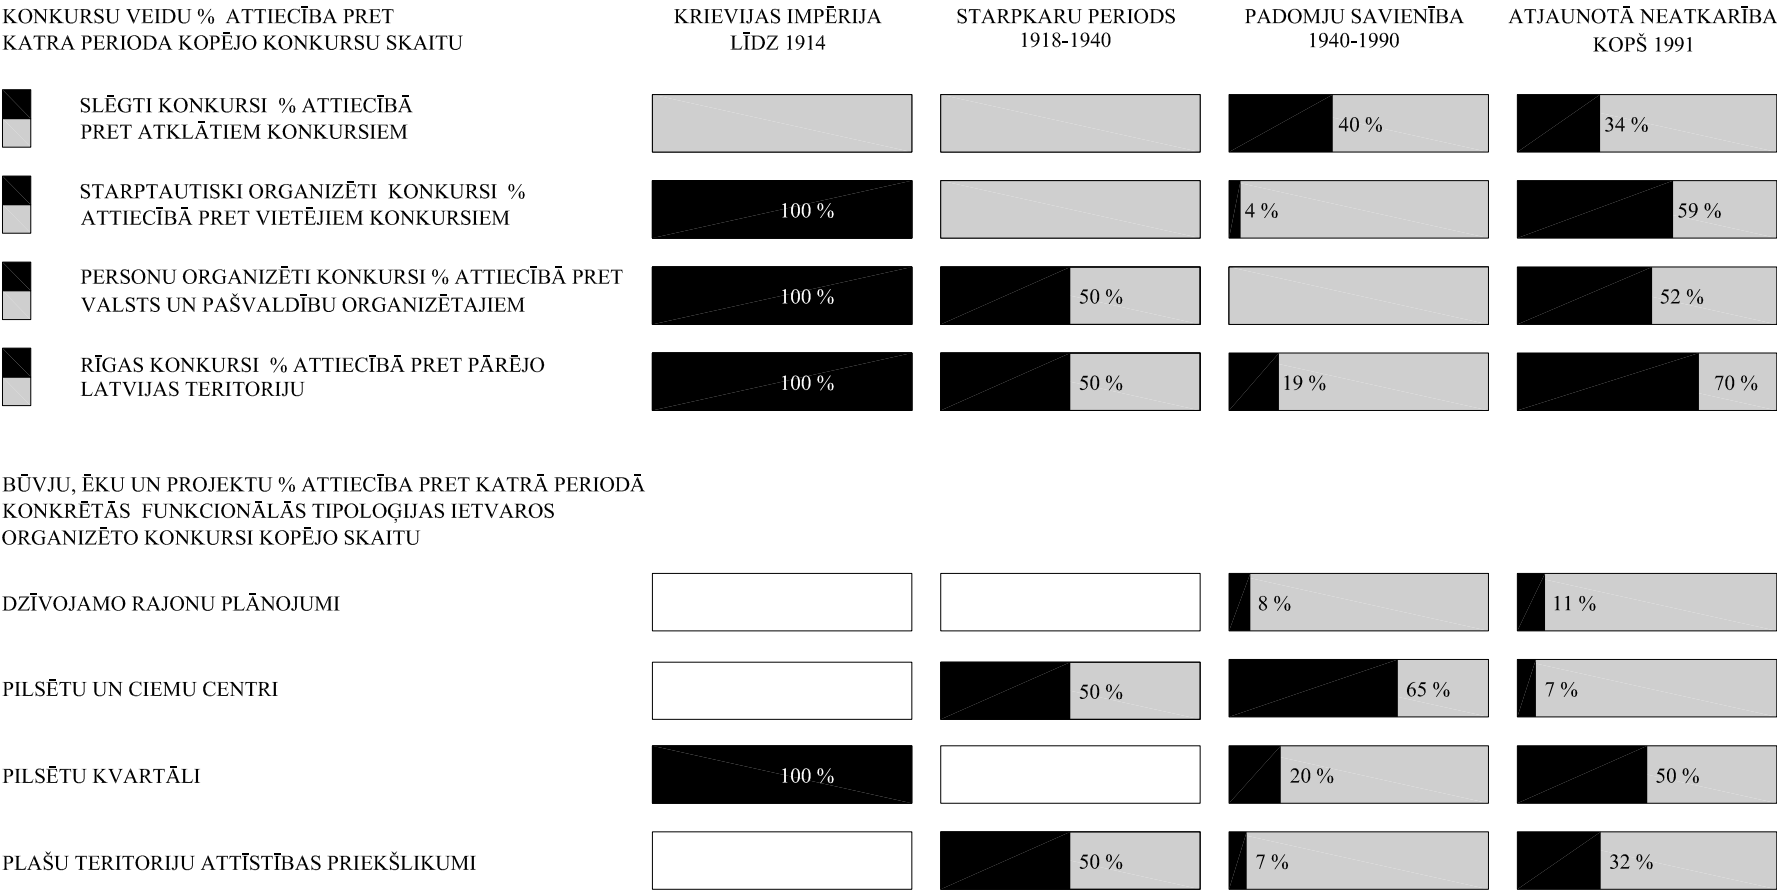 KONKURSU VEIDU % ATTIECĪBA PRET
KATRA PERIODA KOPĒJO KONKURSU SKAITU
KRIEVIJAS IMPĒRIJA
LĪDZ 1914
STARPKARU PERIODS
1918-1940
PADOMJU SAVIENĪBA
1940-1990
ATJAUNOTĀ NEATKARĪBA
KOPŠ 1991
SLĒGTI KONKURSI % ATTIECĪBĀ
PRET ATKLĀTIEM KONKURSIEM
40 %
34 %
STARPTAUTISKI ORGANIZĒTI KONKURSI %
ATTIECĪBĀ PRET VIETĒJIEM KONKURSIEM
100 %
4 %
59 %
PERSONU ORGANIZĒTI KONKURSI % ATTIECĪBĀ PRET
VALSTS UN PAŠVALDĪBU ORGANIZĒTAJIEM
100 %
50 %
52 %
RĪGAS KONKURSI % ATTIECĪBĀ PRET PĀRĒJO
LATVIJAS TERITORIJU
100 %
50 %
19 %
70 %
BŪVJU, ĒKU UN PROJEKTU % ATTIECĪBA PRET KATRĀ PERIODĀ
KONKRĒTĀS FUNKCIONĀLĀS TIPOLOĢIJAS IETVAROS
ORGANIZĒTO KONKURSI KOPĒJO SKAITU
DZĪVOJAMO RAJONU PLĀNOJUMI
8 %
11 %
PILSĒTU UN CIEMU CENTRI
50 %
65 %
7 %
PILSĒTU KVARTĀLI
100 %
20 %
50 %
PLAŠU TERITORIJU ATTĪSTĪBAS PRIEKŠLIKUMI
50 %
7 %
32 %